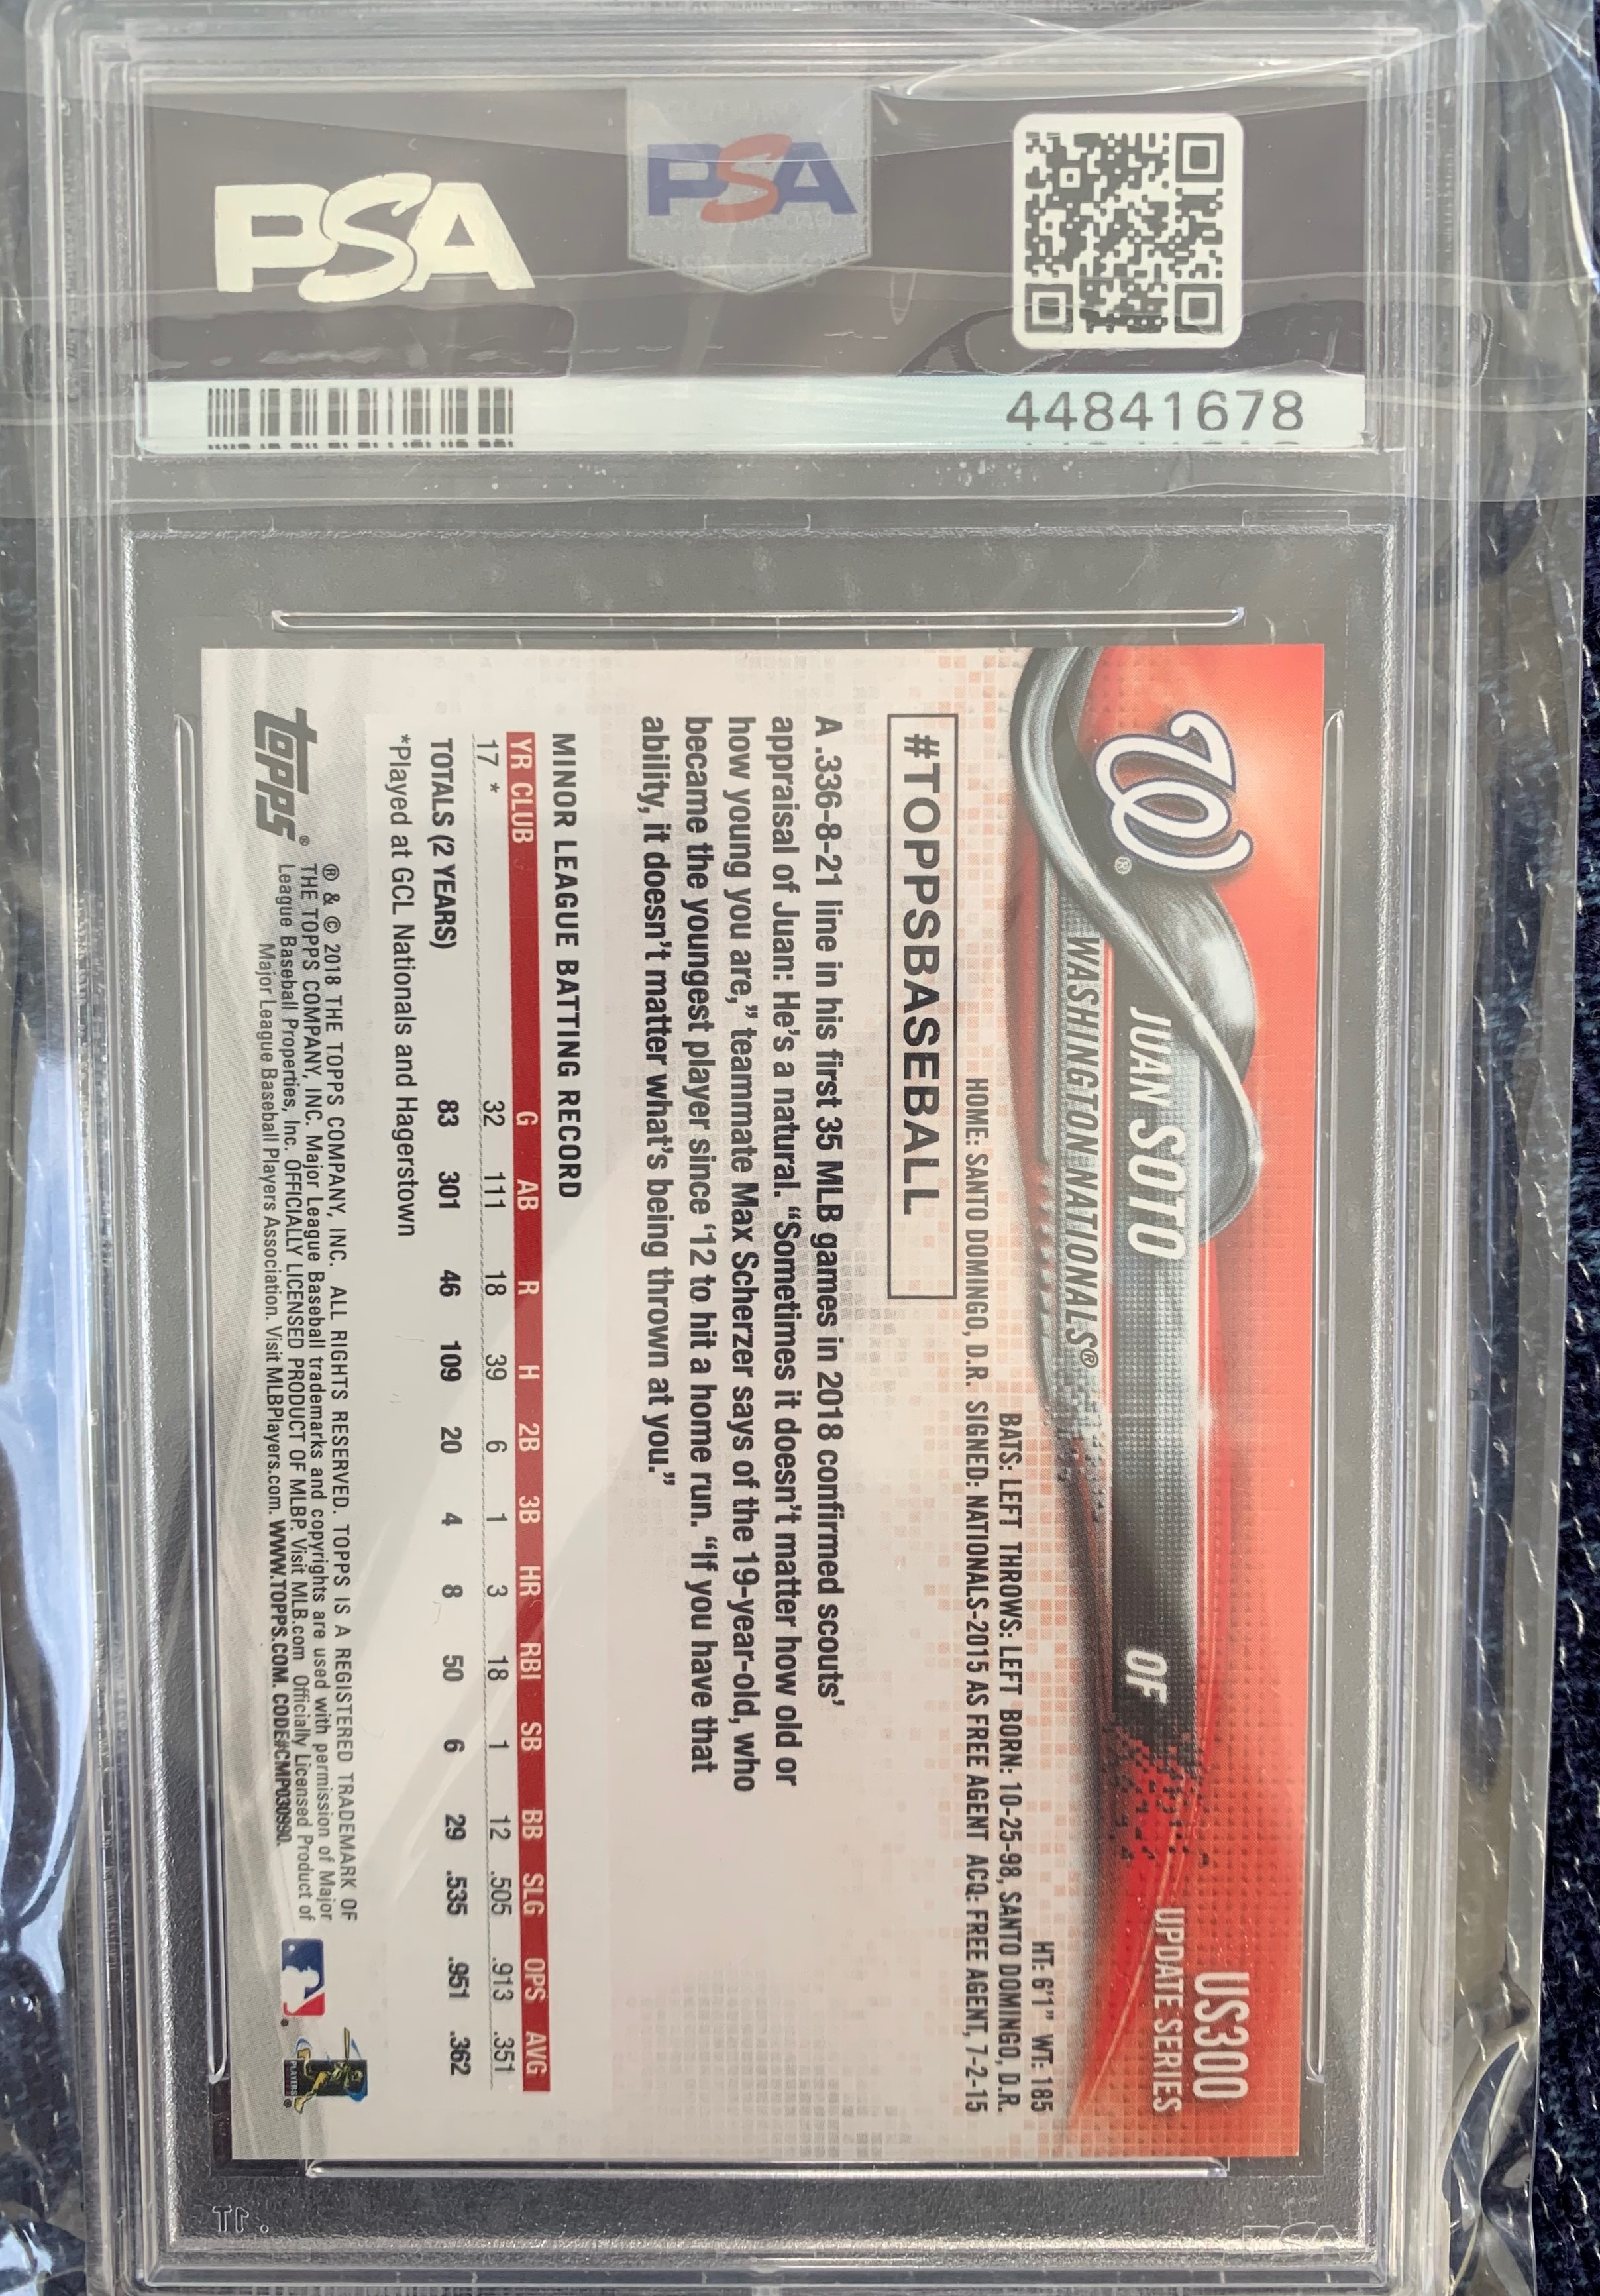 PSA
PSA
44841678
US300
UPDATE SERIES
W®
JUAN SOTO OF
WASHINGTON NATIONALS®
HT: 6'1" WT: 185
BATS: LEFT THROWS: LEFT BORN: 10-25-98, SANTO DOMINGO, D.R.
HOME: SANTO DOMINGO, D.R. SIGNED: NATIONALS-2015 AS FREE AGENT ACQ: FREE AGENT, 7-2-15
#TOPPSBASEBALL
A .336-8-21 line in his first 35 MLB games in 2018 confirmed scouts'
appraisal of Juan: He's a natural. “Sometimes it doesn't matter how old or
how young you are,” teammate Max Scherzer says of the 19-year-old, who
became the youngest player since '12 to hit a home run. “If you have that
ability, it doesn't matter what's being thrown at you.”
MINOR LEAGUE BATTING RECORD
YR CLUB G AB R H 2B 3B HR RBI SB BB SLG OPS AVG
17 * 32 111 18 39 6 1 3 18 1 12 .505 .913 .351
TOTALS (2 YEARS) 83 301 46 109 20 4 8 50 6 29 .535 .951 .362
*Played at GCL Nationals and Hagerstown
topps®
® & © 2018 THE TOPPS COMPANY, INC. ALL RIGHTS RESERVED. TOPPS IS A REGISTERED TRADEMARK OF
THE TOPPS COMPANY, INC. Major League Baseball trademarks and copyrights are used with permission of Major
League Baseball Properties, Inc. OFFICIALLY LICENSED PRODUCT OF MLBP. Visit MLB.com Officially Licensed Product of
Major League Baseball Players Association. Visit MLBPlayers.com. WWW.TOPPS.COM. CODE#CMP030990.
PLAYERS
PSA